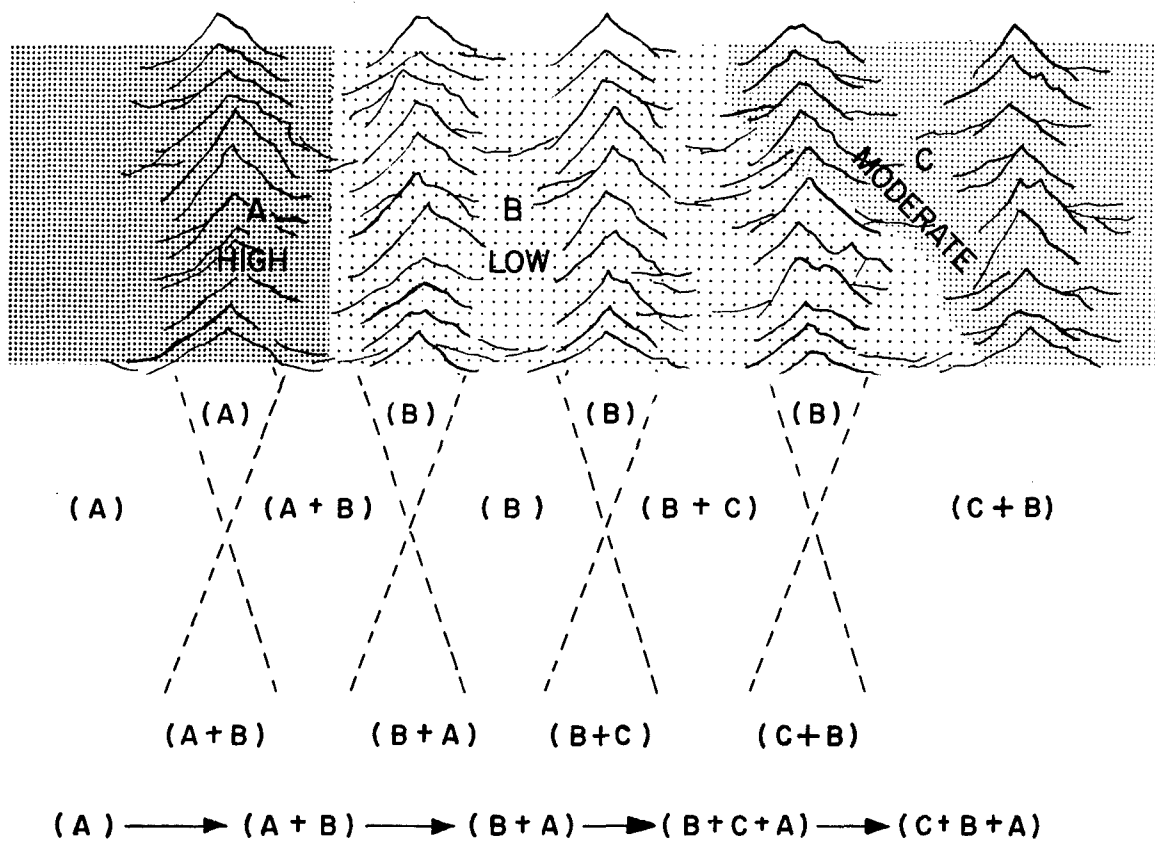 A
HIGH
B
LOW
C
MODERATE
(A) (B) (B) (B)
(A) (A + B) (B) (B + C) (C+B)
(A+B) (B+A) (B+C) (C+B)
(A) → (A + B) → (B + A) → (B+C+A) → (C+B+A)